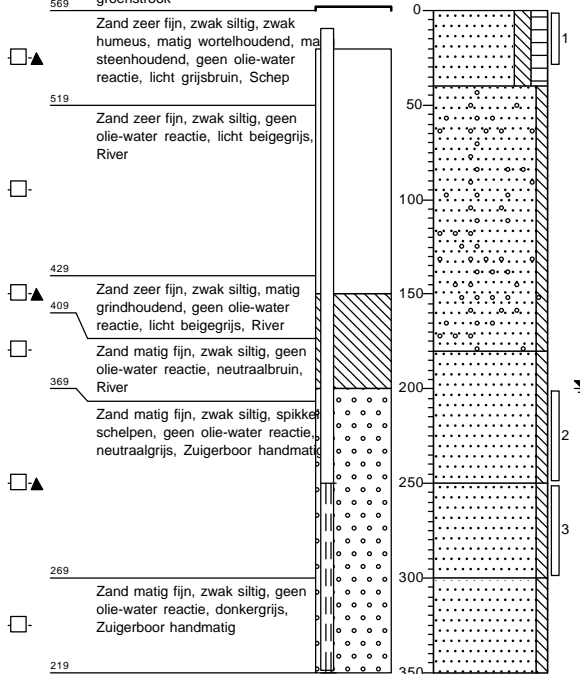 569
groenstrook
Zand zeer fijn, zwak siltig, zwak
humeus, matig wortelhoudend, ma
steenhoudend, geen olie-water
reactie, licht grijsbruin, Schep
519
Zand zeer fijn, zwak siltig, geen
olie-water reactie, licht beigegrijs,
River
429
Zand zeer fijn, zwak siltig, matig
grindhoudend, geen olie-water
reactie, licht beigegrijs, River
409
Zand matig fijn, zwak siltig, geen
olie-water reactie, neutraalbruin,
River
369
Zand matig fijn, zwak siltig, spikkel
schelpen, geen olie-water reactie,
neutraalgrijs, Zuigerboor handmatig
269
Zand matig fijn, zwak siltig, geen
olie-water reactie, donkergrijs,
Zuigerboor handmatig
219
0
50
100
150
200
250
300
350
1
2
3